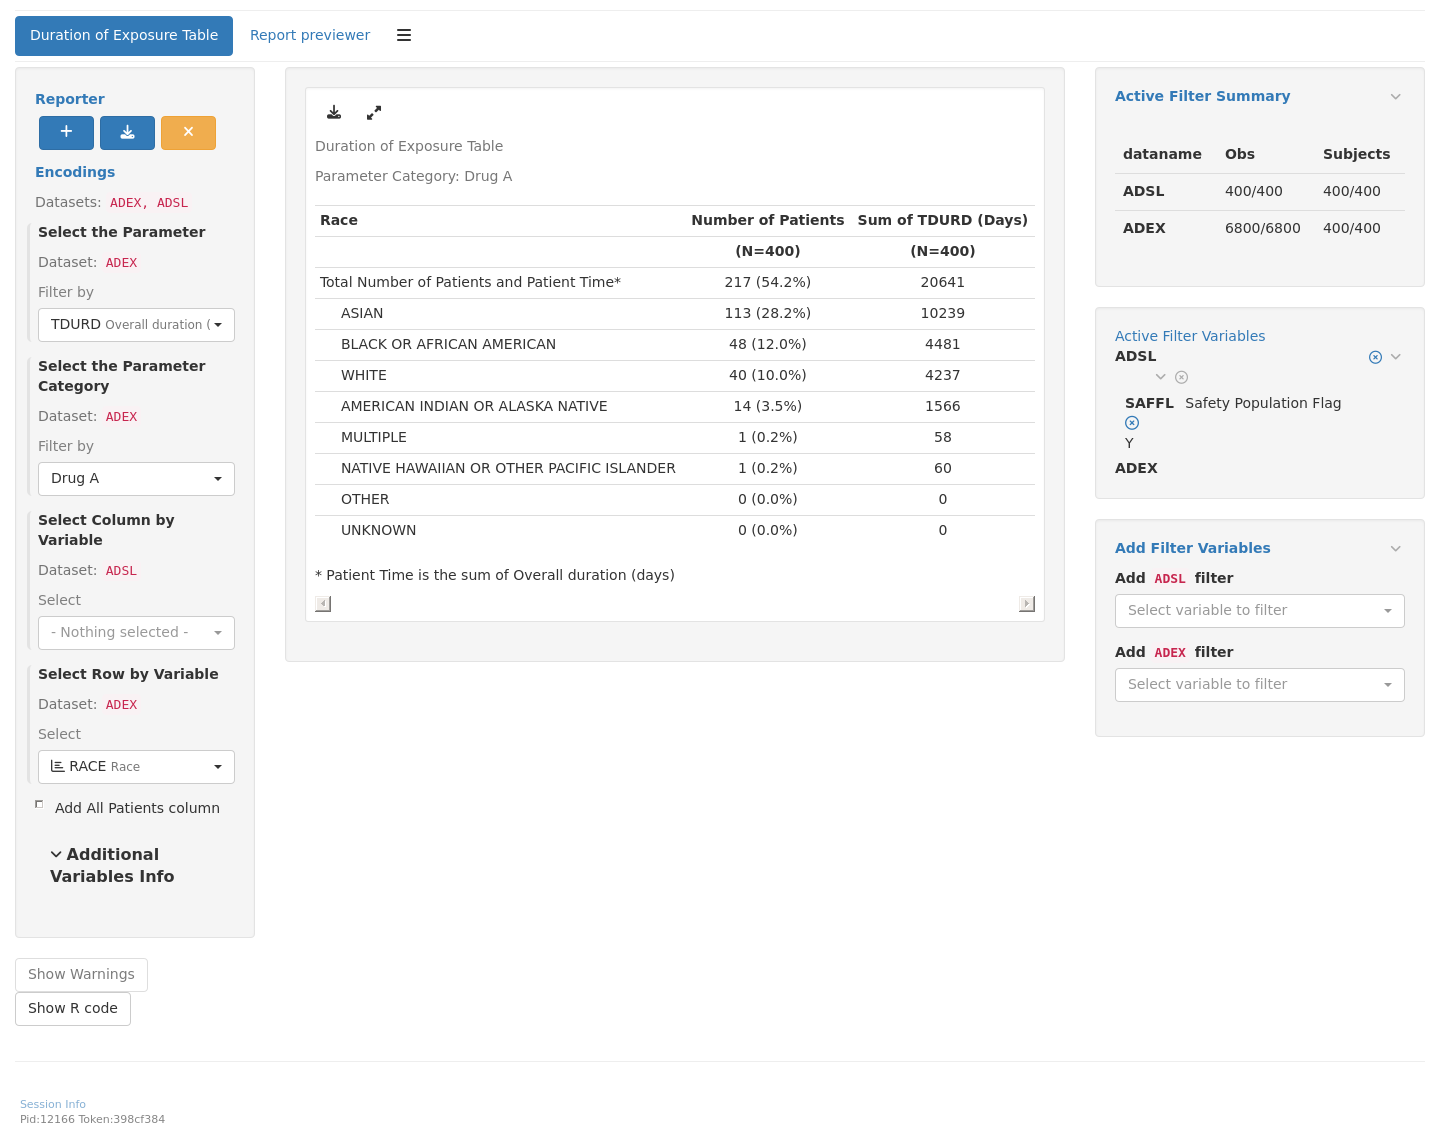 Duration of Exposure Table Report previewer
Reporter
Encodings
Datasets: ADEX, ADSL
Select the Parameter
Dataset: ADEX
Filter by
TDURD Overall duration (
Select the Parameter
Category
Dataset: ADEX
Filter by
Drug A
Select Column by
Variable
Dataset: ADSL
Select
- Nothing selected -
Select Row by Variable
Dataset: ADEX
Select
RACE Race
Add All Patients column
Additional
Variables Info
Show Warnings
Show R code
Duration of Exposure Table
Parameter Category: Drug A
Race Number of Patients Sum of TDURD (Days)
(N=400) (N=400)
Total Number of Patients and Patient Time* 217 (54.2%) 20641
ASIAN 113 (28.2%) 10239
BLACK OR AFRICAN AMERICAN 48 (12.0%) 4481
WHITE 40 (10.0%) 4237
AMERICAN INDIAN OR ALASKA NATIVE 14 (3.5%) 1566
MULTIPLE 1 (0.2%) 58
NATIVE HAWAIIAN OR OTHER PACIFIC ISLANDER 1 (0.2%) 60
OTHER 0 (0.0%) 0
UNKNOWN 0 (0.0%) 0
* Patient Time is the sum of Overall duration (days)
Active Filter Summary
dataname Obs Subjects
ADSL 400/400 400/400
ADEX 6800/6800 400/400
Active Filter Variables
ADSL
SAFFL Safety Population Flag
Y
ADEX
Add Filter Variables
Add ADSL filter
Select variable to filter
Add ADEX filter
Select variable to filter
Session Info
Pid:12166 Token:398cf384